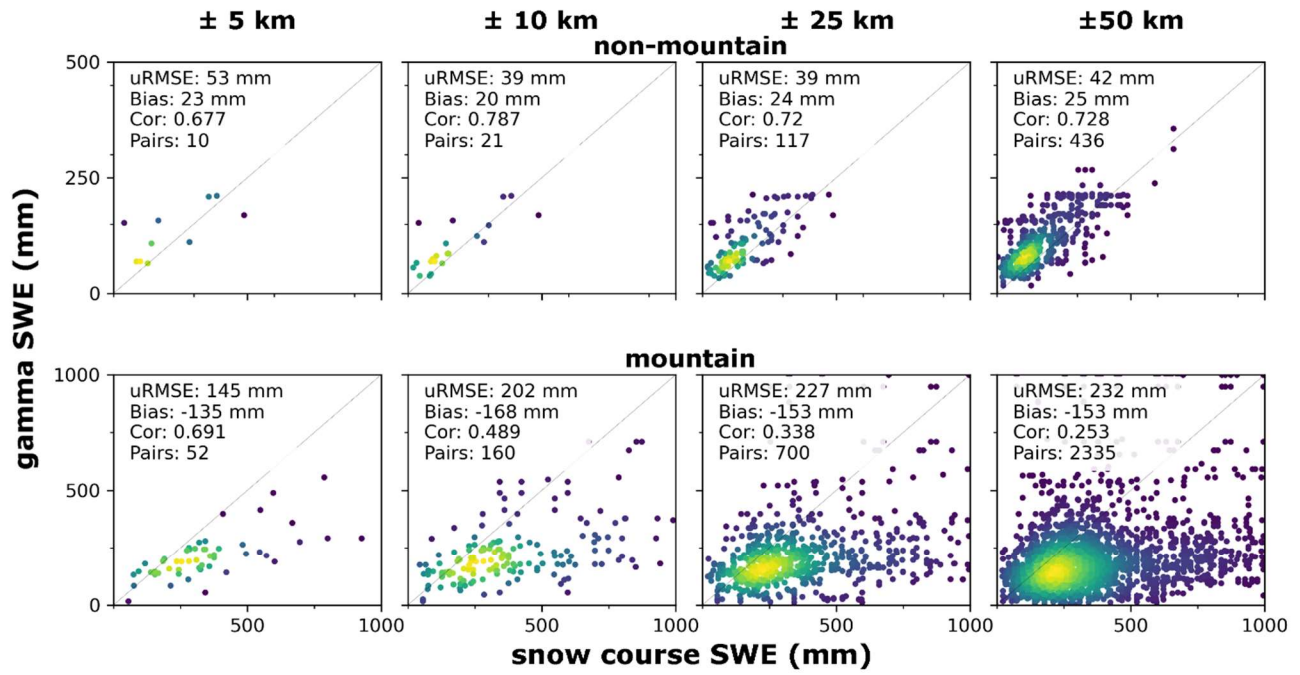 ± 5 km
± 10 km
± 25 km
±50 km
non-mountain
500
250
0
uRMSE: 53 mm
Bias: 23 mm
Cor: 0.677
Pairs: 10
uRMSE: 39 mm
Bias: 20 mm
Cor: 0.787
Pairs: 21
uRMSE: 39 mm
Bias: 24 mm
Cor: 0.72
Pairs: 117
uRMSE: 42 mm
Bias: 25 mm
Cor: 0.728
Pairs: 436
gamma SWE (mm)
mountain
1000
500
0
uRMSE: 145 mm
Bias: -135 mm
Cor: 0.691
Pairs: 52
uRMSE: 202 mm
Bias: -168 mm
Cor: 0.489
Pairs: 160
uRMSE: 227 mm
Bias: -153 mm
Cor: 0.338
Pairs: 700
uRMSE: 232 mm
Bias: -153 mm
Cor: 0.253
Pairs: 2335
500
1000
500
1000
500
1000
500
1000
snow course SWE (mm)